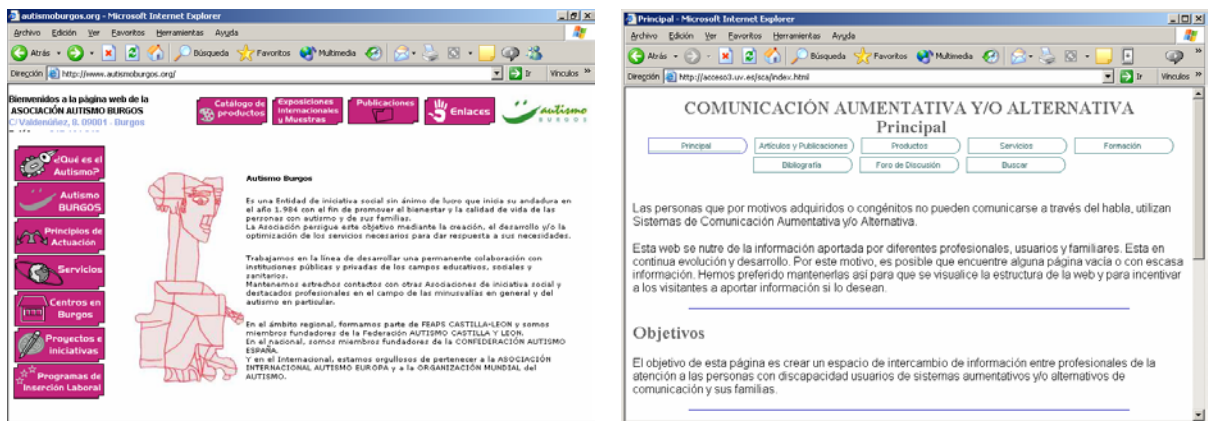 autismoburgos.org - Microsoft Internet Explorer
Archivo Edición Ver Favoritos Herramientas Ayuda
Atrás Búsqueda Favoritos Multimedia
Dirección http://www.autismoburgos.org/ Ir Vínculos »
Bienvenidos a la página web de la
ASOCIACIÓN AUTISMO BURGOS
C/ Valdenúñez, 8. 09001 - Burgos
Catálogo de
productos
Exposiciones
Internacionales
y Muestras
Publicaciones
Enlaces
autismo
BURGOS
¿Qué es el
Autismo?
Autismo
BURGOS
Principios de
Actuación
Servicios
Centros en
Burgos
Proyectos e
iniciativas
Programas de
Inserción Laboral
Autismo Burgos
Es una Entidad de iniciativa social sin ánimo de lucro que inicia su andadura en
el año 1.984 con el fin de promover el bienestar y la calidad de vida de las
personas con autismo y de sus familias.
La Asociación persigue este objetivo mediante la creación, el desarrollo y/o la
optimización de los servicios necesarios para dar respuesta a sus necesidades.
Trabajamos en la línea de desarrollar una permanente colaboración con
instituciones públicas y privadas de los campos educativos, sociales y
sanitarios.
Mantenemos estrechos contactos con otras Asociaciones de iniciativa social y
destacados profesionales en el campo de las minusvalías en general y del
autismo en particular.
En el ámbito regional, formamos parte de FEAPS CASTILLA-LEON y somos
miembros fundadores de la Federación AUTISMO CASTILLA Y LEON.
En el nacional, somos miembros fundadores de la CONFEDERACIÓN AUTISMO
ESPAÑA.
Y en el Internacional, estamos orgullosos de pertenecer a la ASOCIACIÓN
INTERNACIONAL AUTISMO EUROPA y a la ORGANIZACIÓN MUNDIAL del
AUTISMO.
Principal - Microsoft Internet Explorer
Archivo Edición Ver Favoritos Herramientas Ayuda
Atrás Búsqueda Favoritos Multimedia »
Dirección http://acceso3.uv.es/sca/index.html Ir Vínculos »
COMUNICACIÓN AUMENTATIVA Y/O ALTERNATIVA
Principal
Principal Artículos y Publicaciones Productos Servicios Formación
Bibliografía Foro de Discusión Buscar
Las personas que por motivos adquiridos o congénitos no pueden comunicarse a través del habla, utilizan
Sistemas de Comunicación Aumentativa y/o Alternativa.
Esta web se nutre de la información aportada por diferentes profesionales, usuarios y familiares. Esta en
continua evolución y desarrollo. Por este motivo, es posible que encuentre alguna página vacía o con escasa
información. Hemos preferido mantenerlas así para que se visualice la estructura de la web y para incentivar
a los visitantes a aportar información si lo desean.
Objetivos
El objetivo de esta página es crear un espacio de intercambio de información entre profesionales de la
atención a las personas con discapacidad usuarios de sistemas aumentativos y/o alternativos de
comunicación y sus familias.